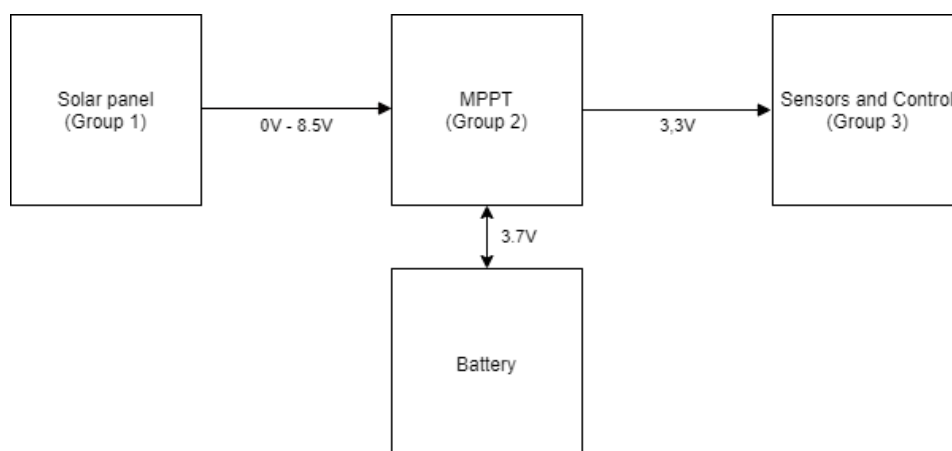 Solar panel
(Group 1)
0V - 8.5V
MPPT
(Group 2)
3,3V
Sensors and Control
(Group 3)
3.7V
Battery